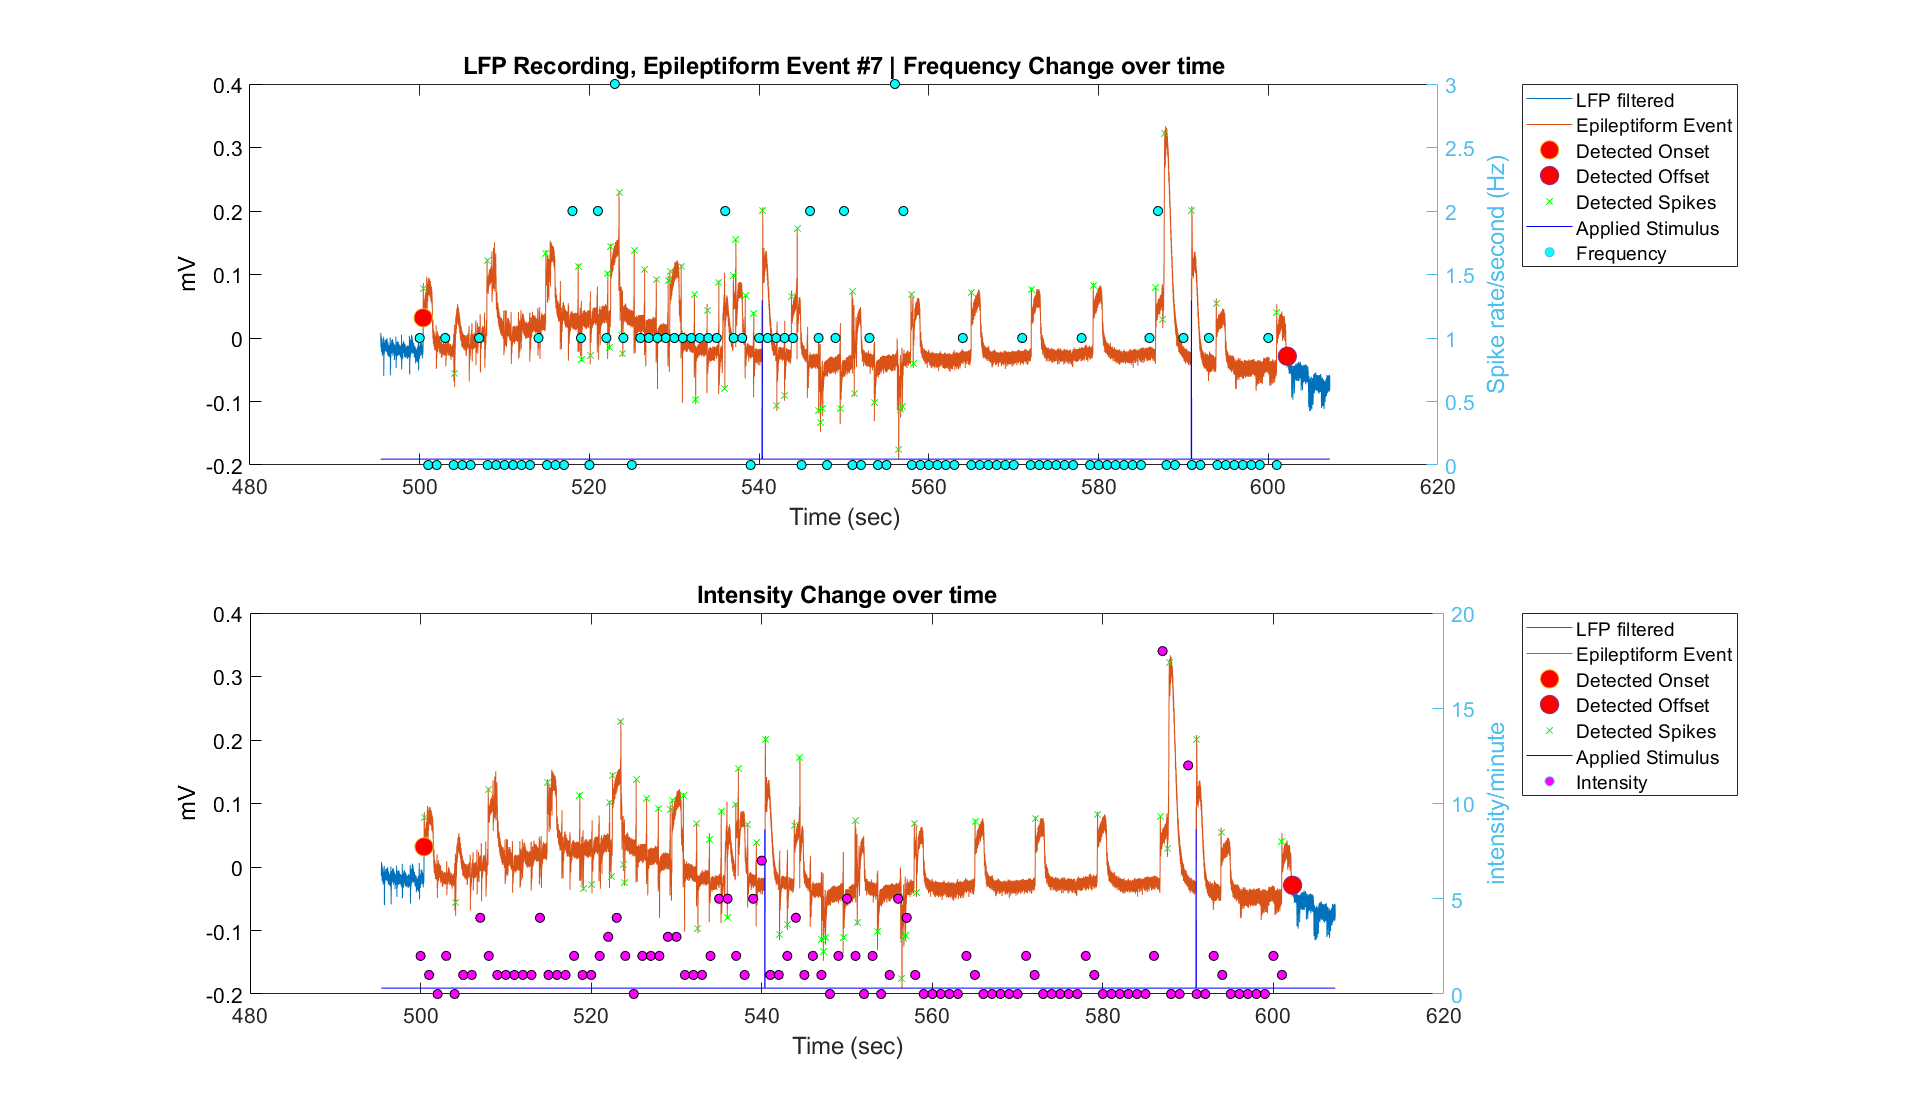 LFP Recording, Epileptiform Event #7 | Frequency Change over time
0.4
0.3
0.2
0.1
0
-0.1
-0.2
mV
480
500
520
540
560
580
600
620
Time (sec)
3
2.5
2
1.5
1
0.5
0
Spike rate/second (Hz)
LFP filtered
Epileptiform Event
Detected Onset
Detected Offset
Detected Spikes
Applied Stimulus
Frequency
Intensity Change over time
0.4
0.3
0.2
0.1
0
-0.1
-0.2
mV
480
500
520
540
560
580
600
620
Time (sec)
20
15
10
5
0
intensity/minute
LFP filtered
Epileptiform Event
Detected Onset
Detected Offset
Detected Spikes
Applied Stimulus
Intensity